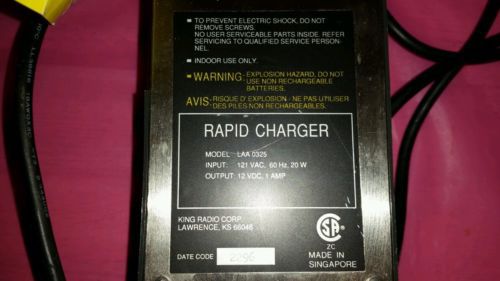 ■ TO PREVENT ELECTRIC SHOCK, DO NOT
REMOVE SCREWS.
NO USER SERVICEABLE PARTS INSIDE. REFER
SERVICING TO QUALIFIED SERVICE PERSON-
NEL.
■ INDOOR USE ONLY.
■ WARNING: EXPLOSION HAZARD, DO NOT
USE NON RECHARGEABLE
BATTERIES.
AVIS: RISQUE D' EXPLOSION - NE PAS UTILISER
DES PILES NON RECHARGEABLES.
RAPID CHARGER
MODEL: LAA 0325
INPUT: 121 VAC, 60 Hz, 20 W
OUTPUT: 12 VDC, 1 AMP
KING RADIO CORP.
LAWRENCE, KS 66046
SA
ZC
MADE IN
SINGAPORE
DATE CODE 2296